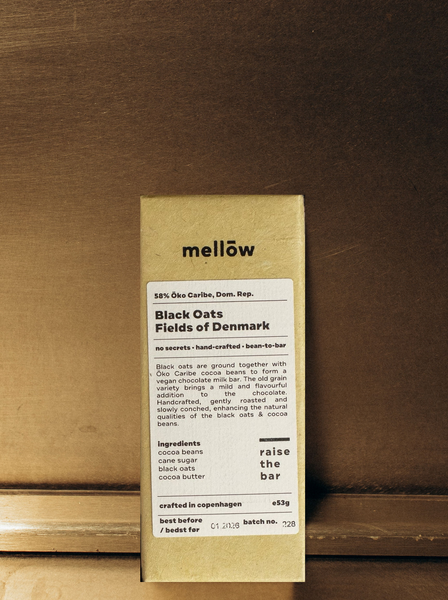 mellōw
58% Öko Caribe, Dom. Rep.
Black Oats
Fields of Denmark
no secrets • hand-crafted • bean-to-bar
Black oats are ground together with
Öko Caribe cocoa beans to form a
vegan chocolate milk bar. The old grain
variety brings a mild and flavourful
addition to the chocolate.
Handcrafted, gently roasted and
slowly conched, enhancing the natural
qualities of the black oats & cocoa
beans.
ingredients
cocoa beans
cane sugar
black oats
cocoa butter
raise
the
bar
crafted in copenhagen e53g
best before
/ bedst før
batch no. 228